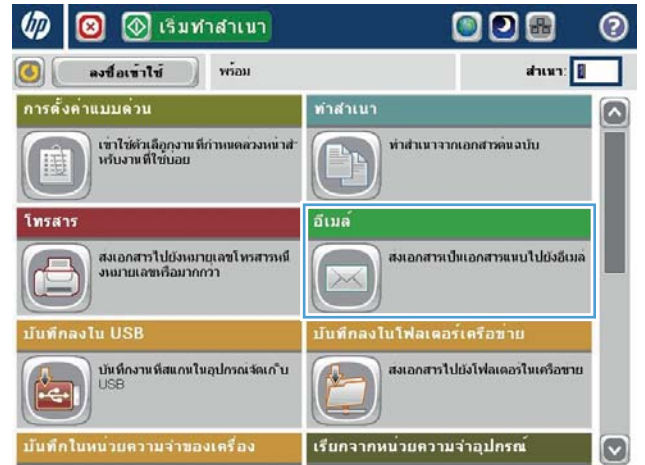 hp
เริ่มทำสำเนา
?
ลงชื่อเข้าใช้
พร้อม
สำเนา:
การตั้งค่าแบบด่วน
เข้าใช้ตัวเลือกงานที่กำหนดล่วงหน้าสำ
หรับงานที่ใช้บ่อย
ทำสำเนา
ทำสำเนาจากเอกสารต้นฉบับ
โทรสาร
ส่งเอกสารไปยังหมายเลขโทรสารหนึ่
งหมายเลขหรือมากกว่า
อีเมล์
ส่งเอกสารเป็นเอกสารแนบไปยังอีเมล
บันทึกลงใน USB
บันทึกงานที่สแกนในอุปกรณ์จัดเก็บ
USB
บันทึกลงในโฟลเดอร์เครือข่าย
ส่งเอกสารไปยังโฟลเดอร์ในเครือข่าย
บันทึกในหน่วยความจำของเครื่อง
เรียกจากหน่วยความจำอุปกรณ์